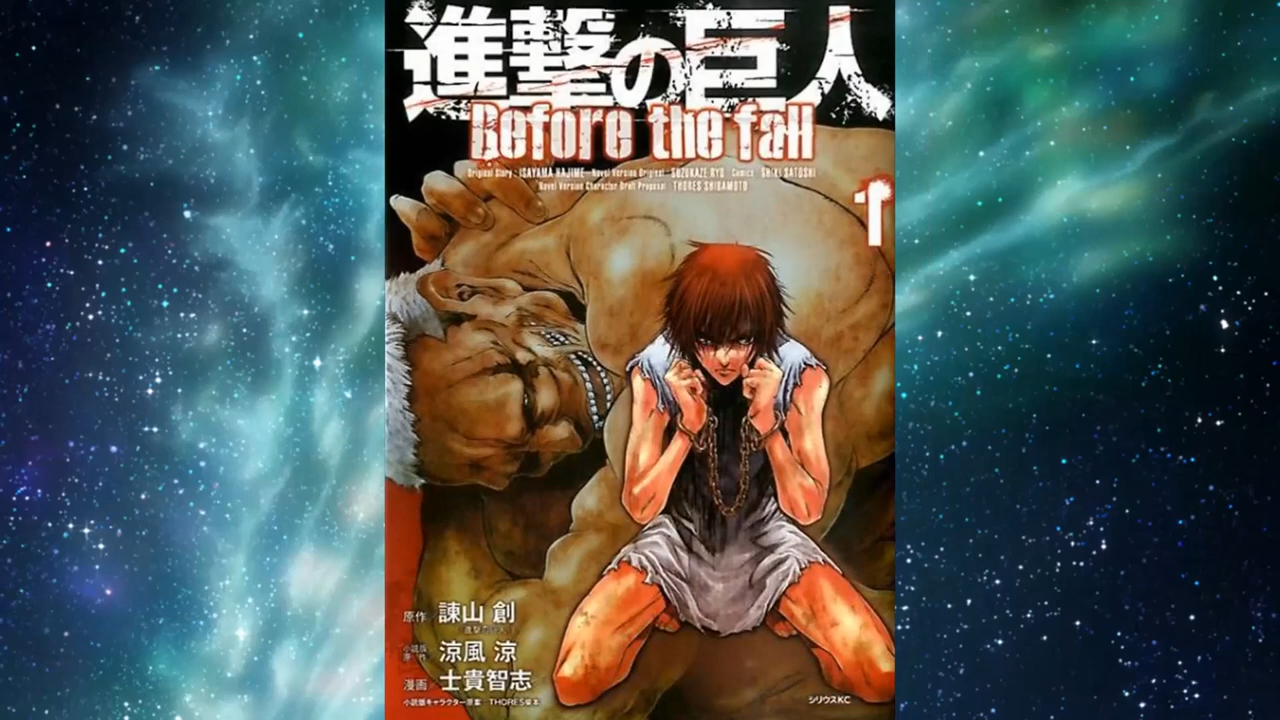 進撃の巨人
Before the fall
Original Story : ISAYAMA HAJIME Novel Version Original SUZUKAZE RYO Comics SHIKI SATOSHI
Novel Version Character Draft Proposal THORES SHIBAMOTO
1
原作 諫山 創
小説版
原 作 涼風 涼
漫画 士貴智志
小説版キャラクター原案 THORES柴本
シリウスKC